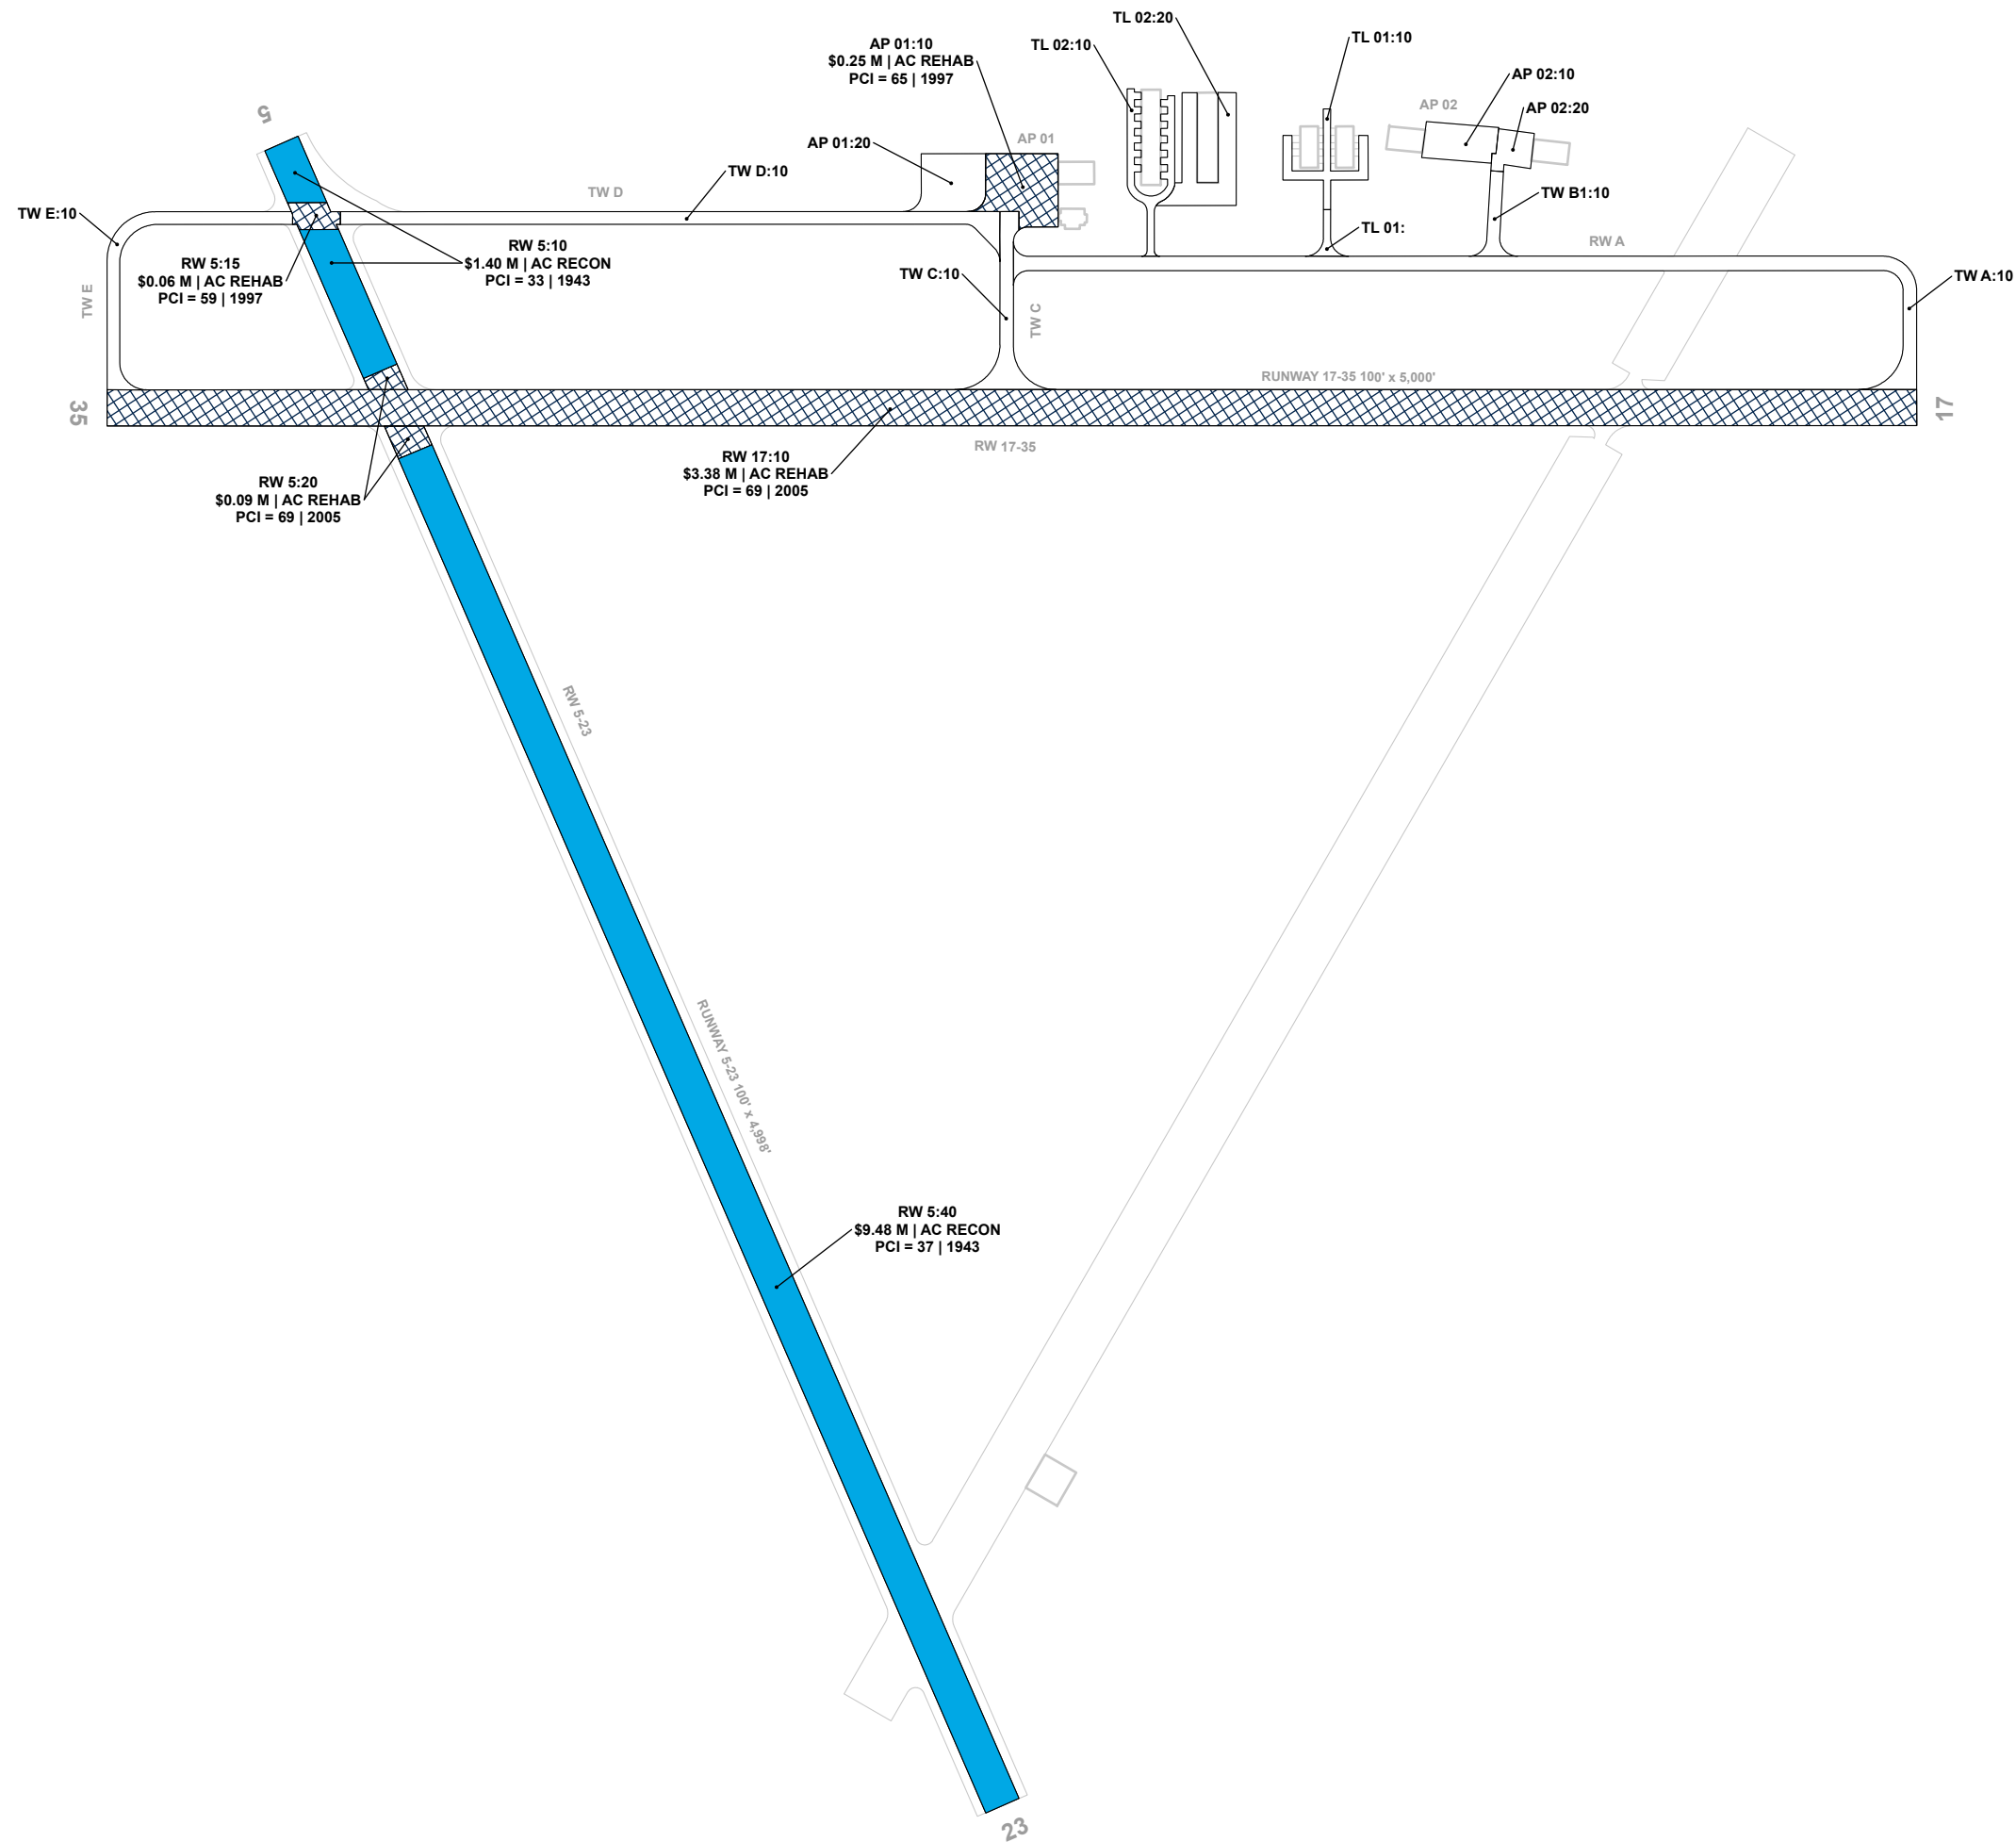 TL 02:20
TL 02:10
TL 01:10
AP 01:10
$0.25 M | AC REHAB
PCI = 65 | 1997
AP 02:10
AP 02
AP 02:20
5
AP 01
AP 01:20
TW D:10
TW D
TW B1:10
TW E:10
TL 01:
RW A
RW 5:10
$1.40 M | AC RECON
PCI = 33 | 1943
RW 5:15
$0.06 M | AC REHAB
PCI = 59 | 1997
TW C:10
TW A:10
TW E
TW C
RUNWAY 17-35 100' x 5,000'
35
17
RW 17-35
RW 17:10
$3.38 M | AC REHAB
PCI = 69 | 2005
RW 5:20
$0.09 M | AC REHAB
PCI = 69 | 2005
RW 5-23
RUNWAY 5-23 100' x 4,998'
RW 5:40
$9.48 M | AC RECON
PCI = 37 | 1943
23